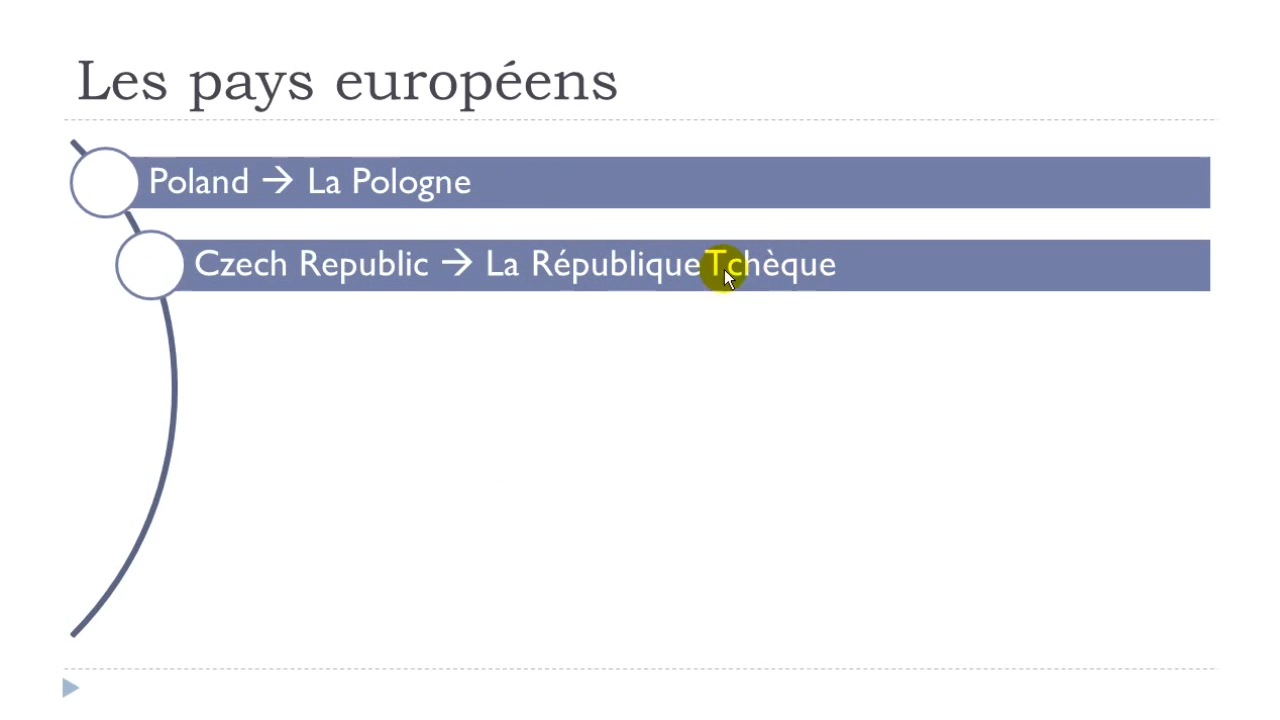 Les pays européens
Poland → La Pologne
Czech Republic → La République Tchèque